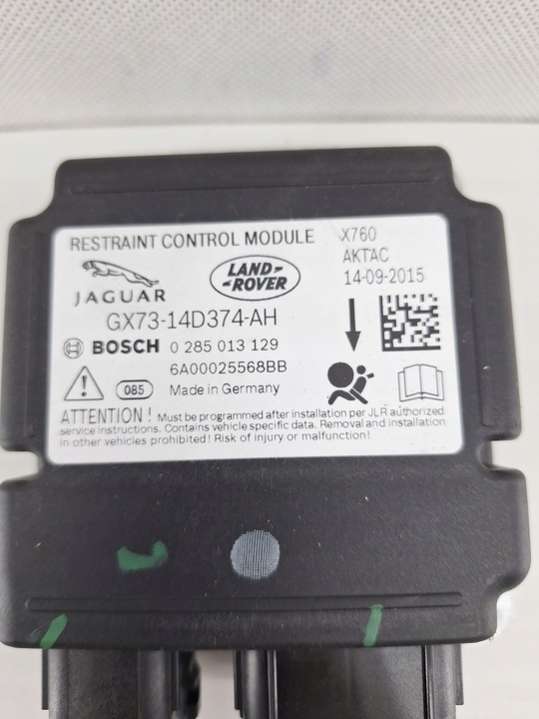 RESTRAINT CONTROL MODULE X760
AKTAC
JAGUAR LAND-ROVER 14-09-2015
GX73-14D374-AH
BOSCH 0 285 013 129
6A00025568BB
085 Made in Germany
ATTENTION ! Must be programmed after installation per JLR authorized
service instructions. Contains vehicle specific data. Removal and installation
in other vehicles prohibited! Risk of injury or malfunction!